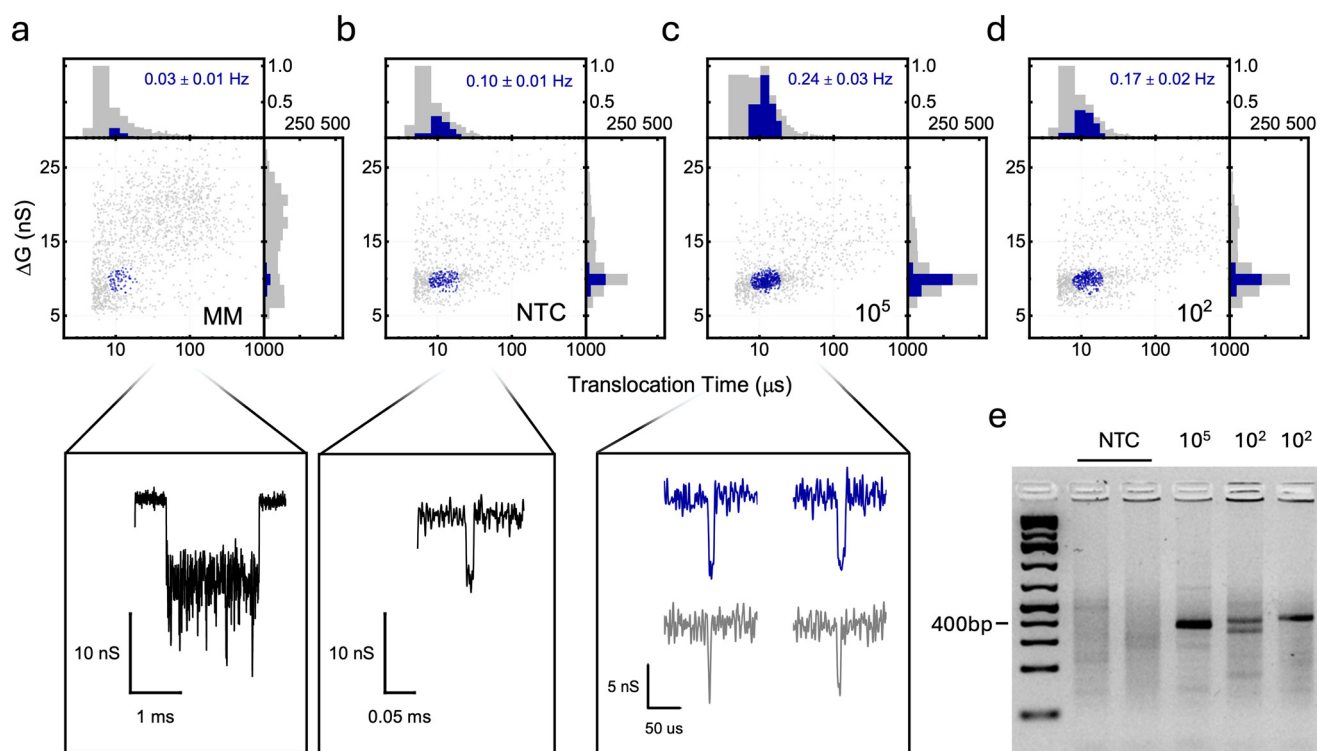 a
b
c
d
0.03 ± 0.01 Hz
1.0
0.5
250 500
0.10 ± 0.01 Hz
1.0
0.5
250 500
0.24 ± 0.03 Hz
1.0
0.5
250 500
0.17 ± 0.02 Hz
1.0
0.5
250 500
ΔG (nS)
25
15
5
MM
10 100 1000
25
15
5
NTC
10 100 1000
25
15
5
10⁵
10 100 1000
25
15
5
10²
10 100 1000
Translocation Time (μs)
10 nS
1 ms
10 nS
0.05 ms
5 nS
50 us
e
NTC 10⁵ 10² 10²
400bp